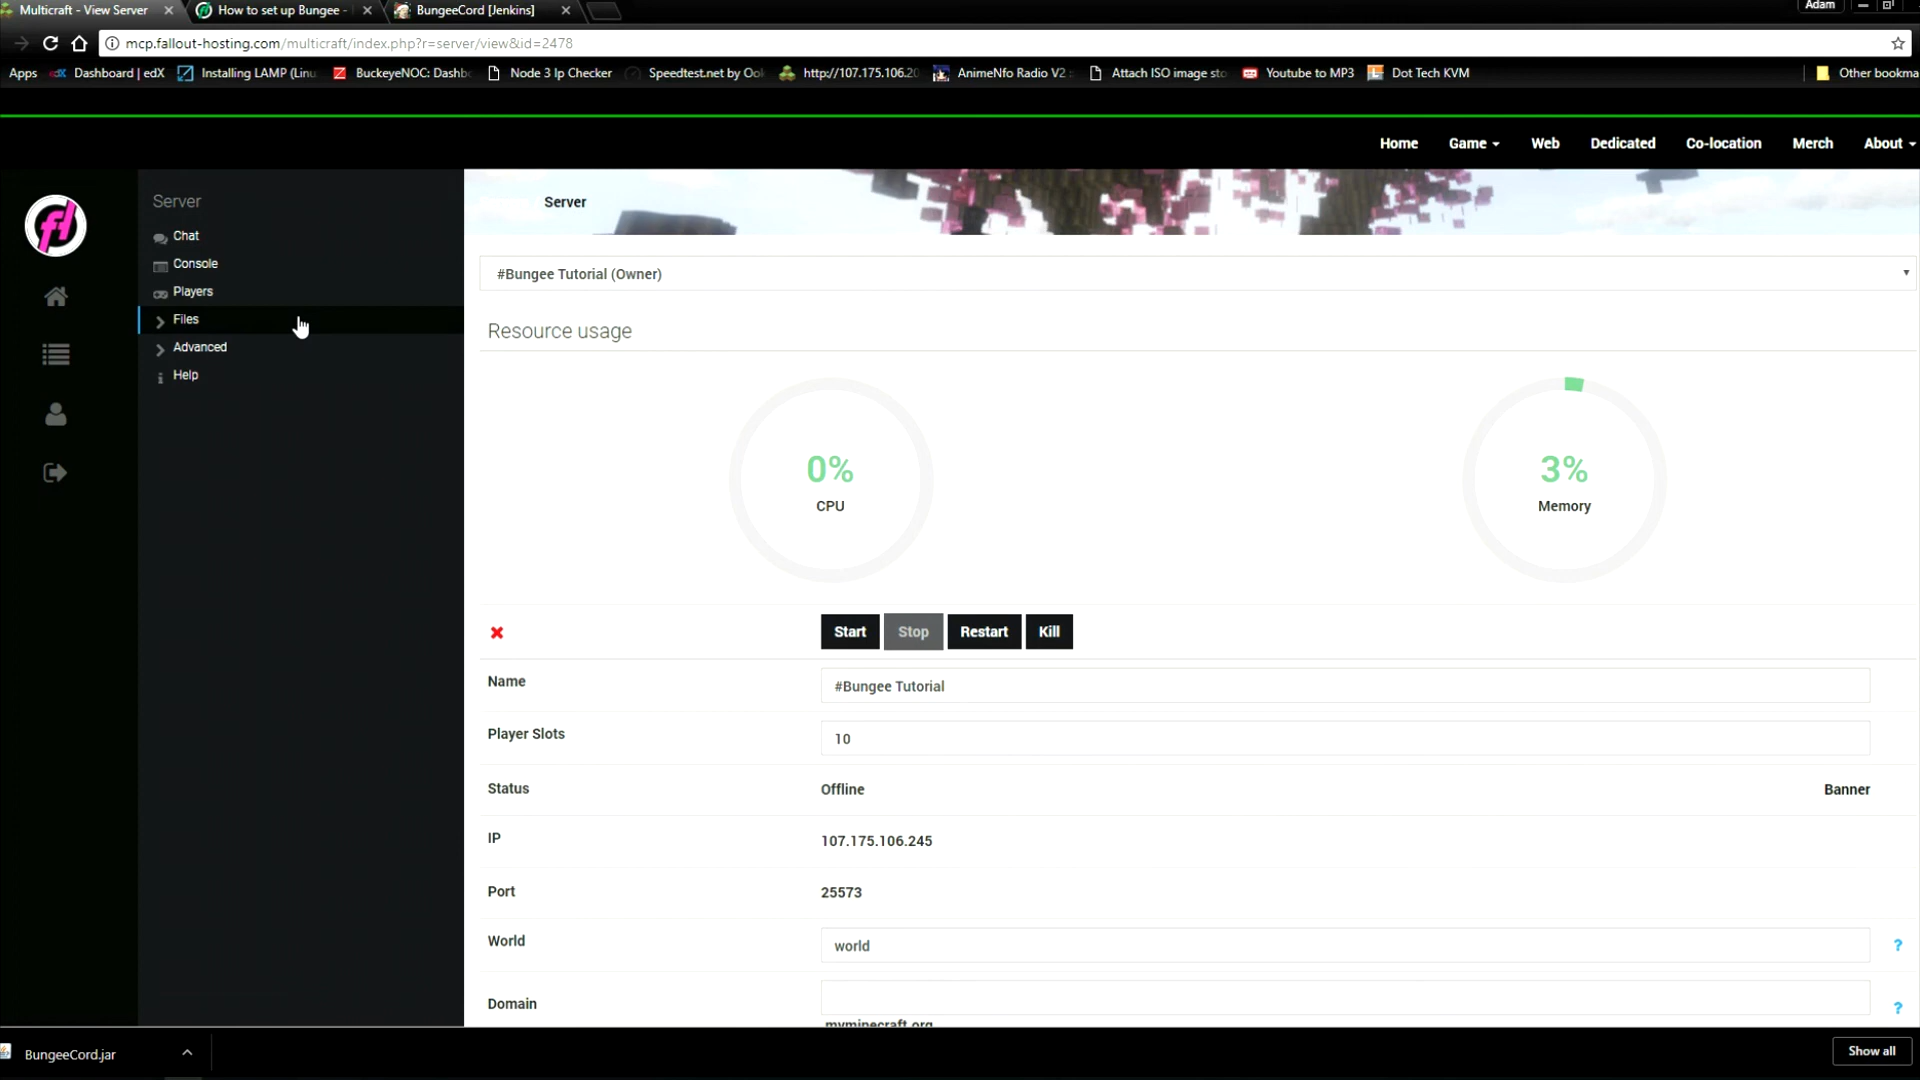 Multicraft - View Server
How to set up Bungee -
BungeeCord [Jenkins]
Adam
mcp.fallout-hosting.com/multicraft/index.php?r=server/view&id=2478
Apps
Dashboard | edX
Installing LAMP (Linu
BuckeyeNOC: Dashb
Node 3 Ip Checker
Speedtest.net by Ook
http://107.175.106.20
AnimeNfo Radio V2 :
Attach ISO image sto
Youtube to MP3
Dot Tech KVM
Other bookma
Home
Game
Web
Dedicated
Co-location
Merch
About
Server
Chat
Console
Players
Files
Advanced
Help
Server
#Bungee Tutorial (Owner)
Resource usage
0%
CPU
3%
Memory
Start
Stop
Restart
Kill
Name
#Bungee Tutorial
Player Slots
10
Status
Offline
Banner
IP
107.175.106.245
Port
25573
World
world
?
Domain
?
myminecraft.org
BungeeCord.jar
Show all